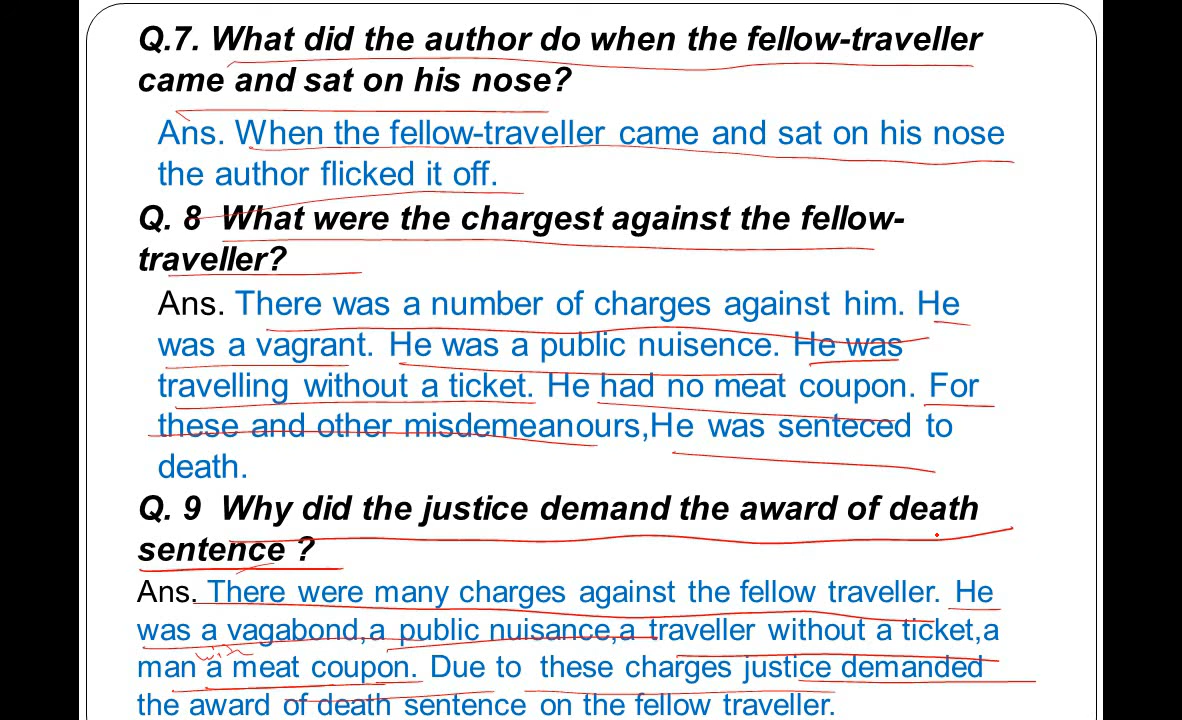 Q.7. What did the author do when the fellow-traveller
came and sat on his nose?
Ans. When the fellow-traveller came and sat on his nose
the author flicked it off.
Q. 8 What were the chargest against the fellow-
traveller?
Ans. There was a number of charges against him. He
was a vagrant. He was a public nuisence. He was
travelling without a ticket. He had no meat coupon. For
these and other misdemeanours,He was senteced to
death.
Q. 9 Why did the justice demand the award of death
sentence ?
Ans. There were many charges against the fellow traveller. He
was a vagabond,a public nuisance,a traveller without a ticket,a
with
man a meat coupon. Due to these charges justice demanded
the award of death sentence on the fellow traveller.